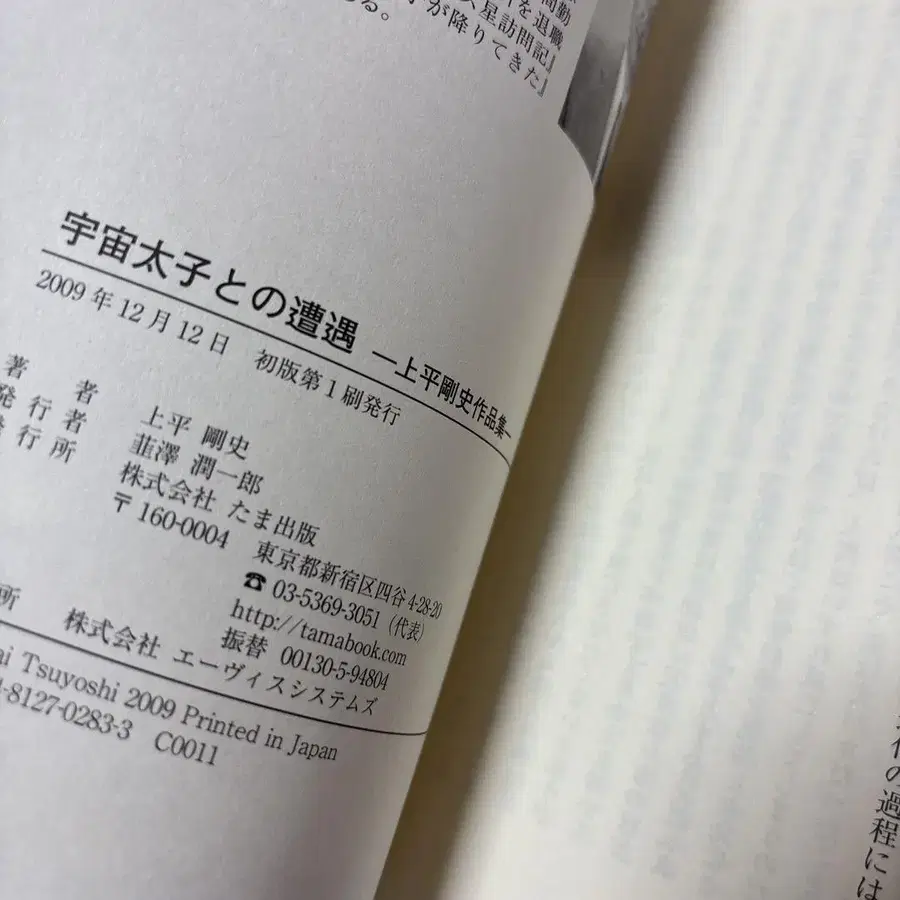 を退職
星訪問記』
が降りてきた』
る。
宇宙太子との遭遇 ―上平剛史作品集―
2009年12月12日 初版第1刷発行
著者 上平 剛史
発行者 韮澤 潤一郎
行所 株式会社 たま出版
〒160-0004 東京都新宿区四谷4-28-20
☎ 03-5369-3051 (代表)
http://tamabook.com
振替 00130-5-94804
所 株式会社 エーヴィスシステムズ
ai Tsuyoshi 2009 Printed in Japan
-8127-0283-3 C0011
の過程には